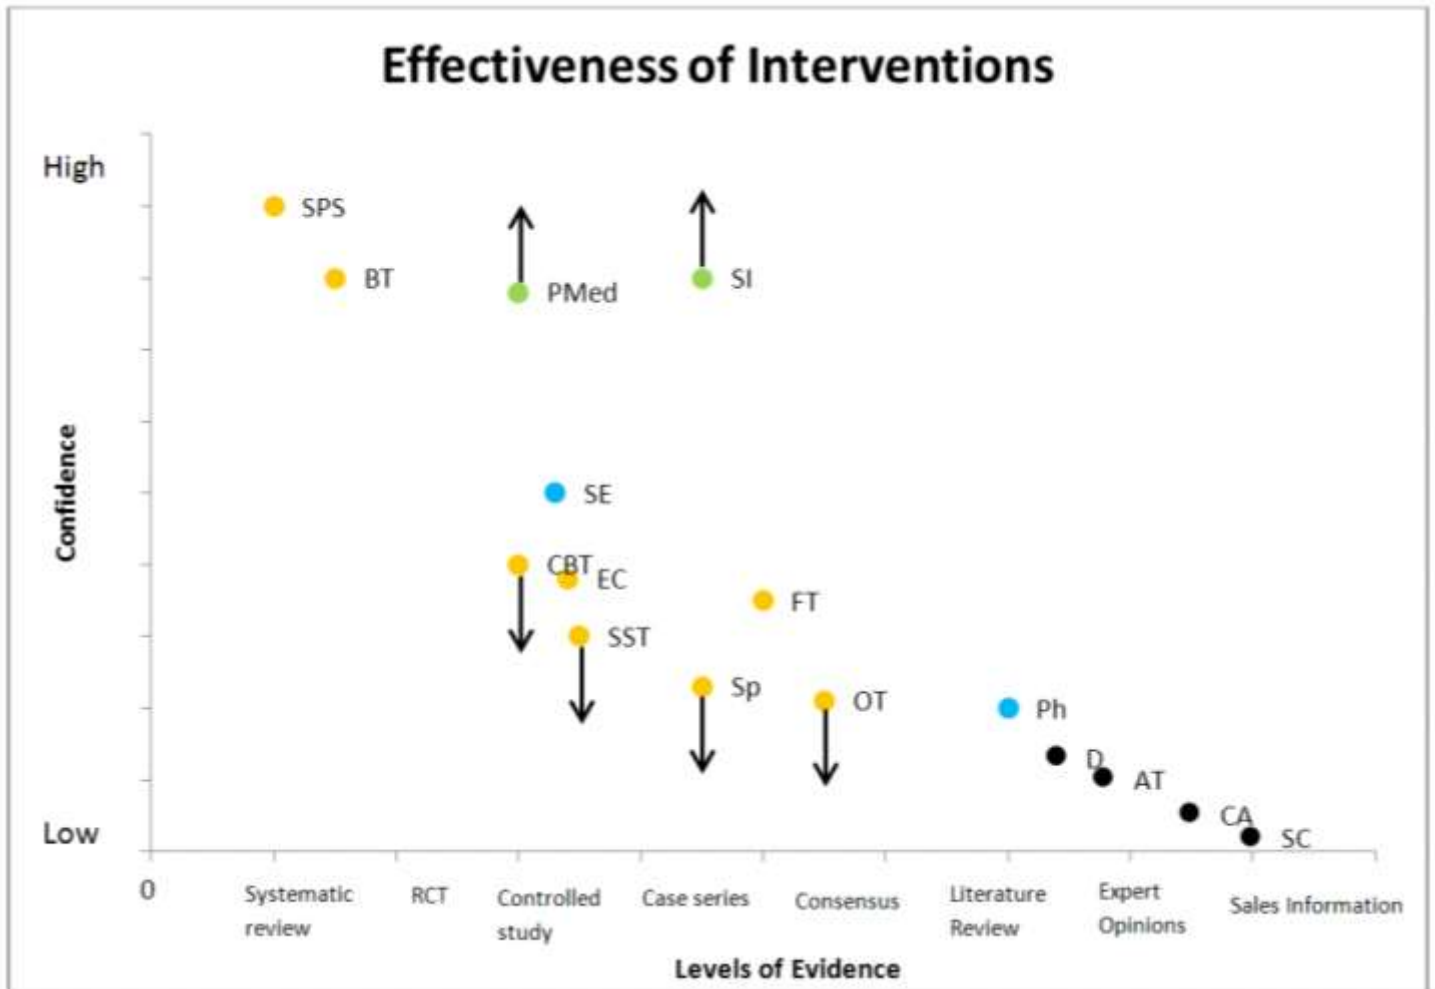 Effectiveness of Interventions
High
SPS
BT
PMed
SI
Confidence
SE
CBT
EC
FT
SST
Sp
OT
Ph
D
AT
CA
SC
Low
0
Systematic
review
RCT
Controlled
study
Case series
Consensus
Literature
Review
Expert
Opinions
Sales Information
Levels of Evidence